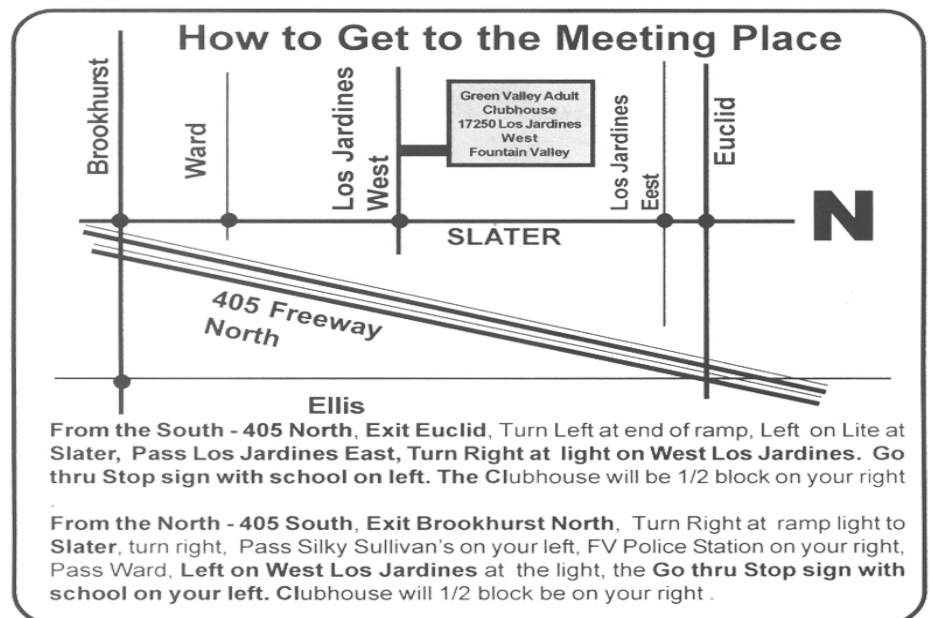 How to Get to the Meeting Place
Brookhurst
Ward
Los Jardines
West
Green Valley Adult
Clubhouse
17250 Los Jardines
West
Fountain Valley
Los Jardines
Eest
Euclid
N
SLATER
405 Freeway
North
Ellis
From the South - 405 North, Exit Euclid, Turn Left at end of ramp, Left on Lite at
Slater, Pass Los Jardines East, Turn Right at light on West Los Jardines. Go
thru Stop sign with school on left. The Clubhouse will be 1/2 block on your right
.
From the North - 405 South, Exit Brookhurst North, Turn Right at ramp light to
Slater, turn right, Pass Silky Sullivan's on your left, FV Police Station on your right,
Pass Ward, Left on West Los Jardines at the light, the Go thru Stop sign with
school on your left. Clubhouse will 1/2 block be on your right .